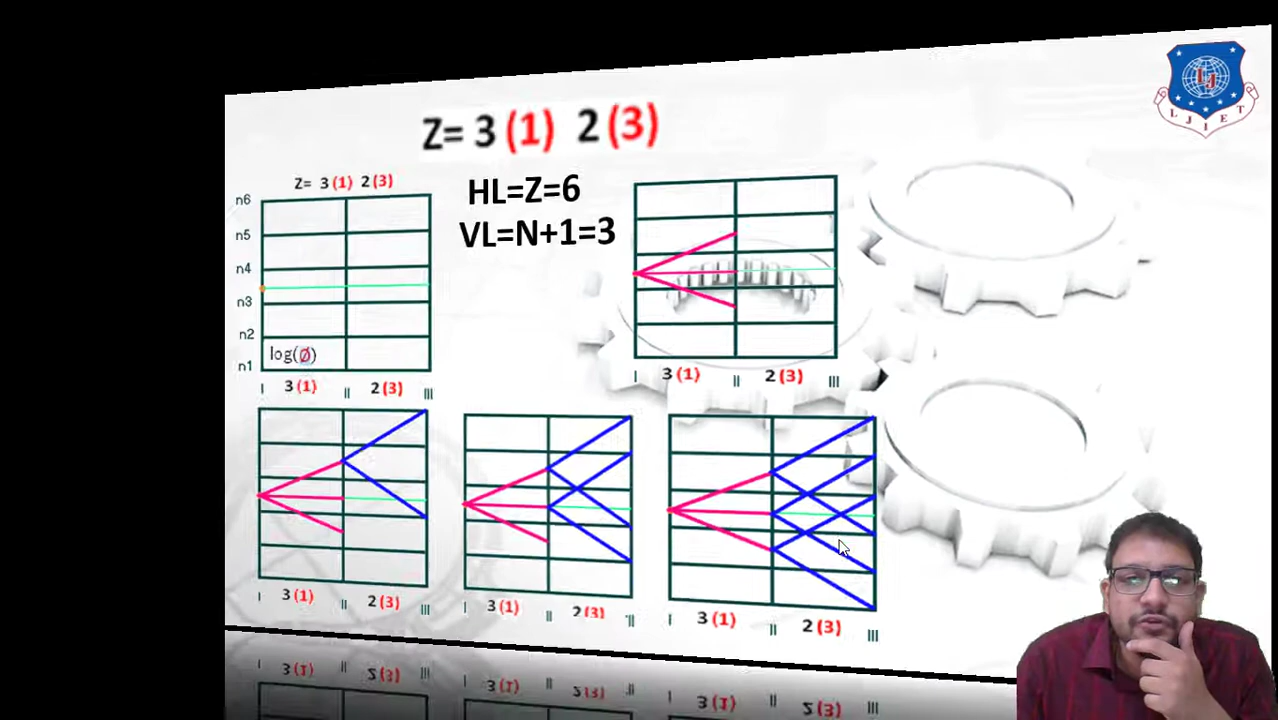 Z= 3 (1) 2 (3)
LJIET
Z= 3 (1) 2 (3)
HL=Z=6
VL=N+1=3
n6
n5
n4
n3
n2
n1
log(Ø)
I 3 (1) II 2 (3) III
I 3 (1) II 2 (3) III
I 3 (1) II 2 (3) III
I 3 (1) II 2 (3) III
I 3 (1) II 2 (3) III